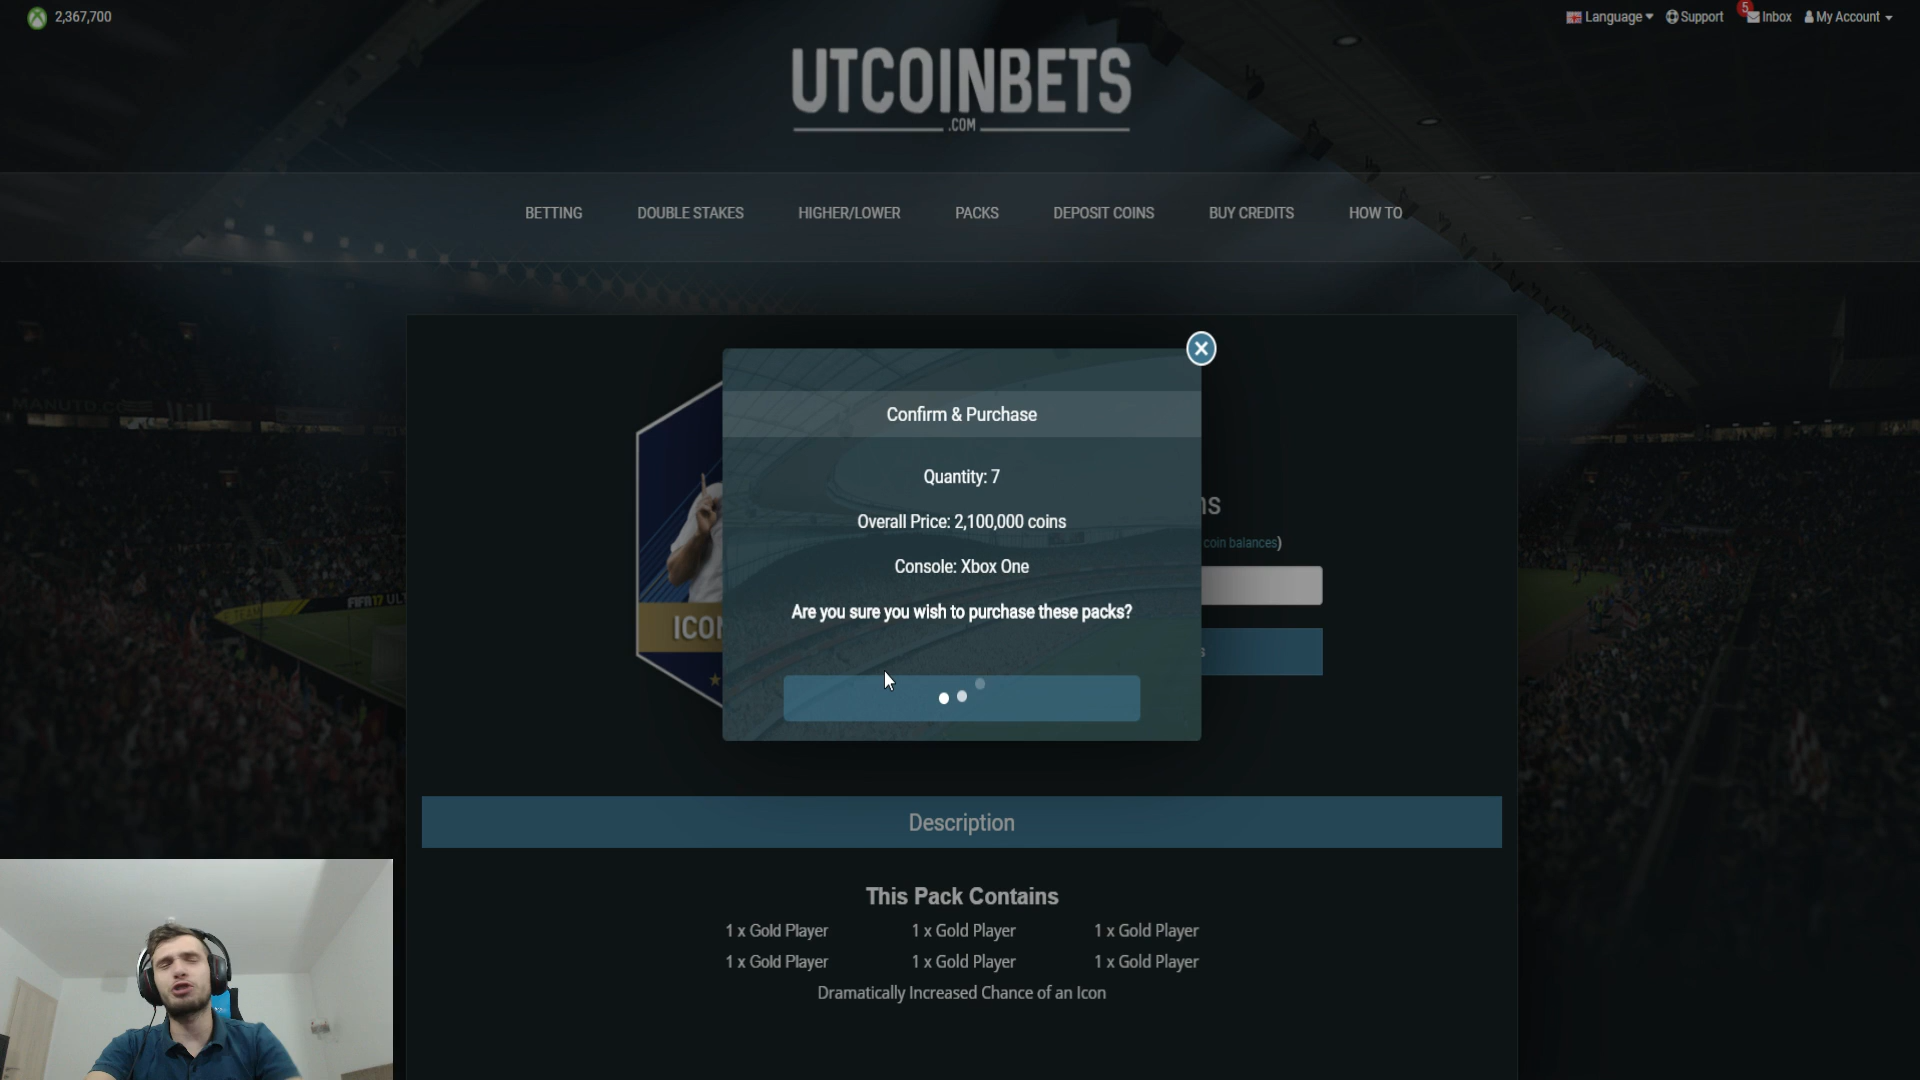 2,367,700
Language
Support
5
Inbox
My Account
UTCOINBETS
.COM
BETTING
DOUBLE STAKES
HIGHER/LOWER
PACKS
DEPOSIT COINS
BUY CREDITS
HOW TO
Confirm & Purchase
Quantity: 7
Overall Price: 2,100,000 coins
coin balances)
Console: Xbox One
Are you sure you wish to purchase these packs?
FIFA 17
Description
This Pack Contains
1 x Gold Player 1 x Gold Player 1 x Gold Player
1 x Gold Player 1 x Gold Player 1 x Gold Player
Dramatically Increased Chance of an Icon